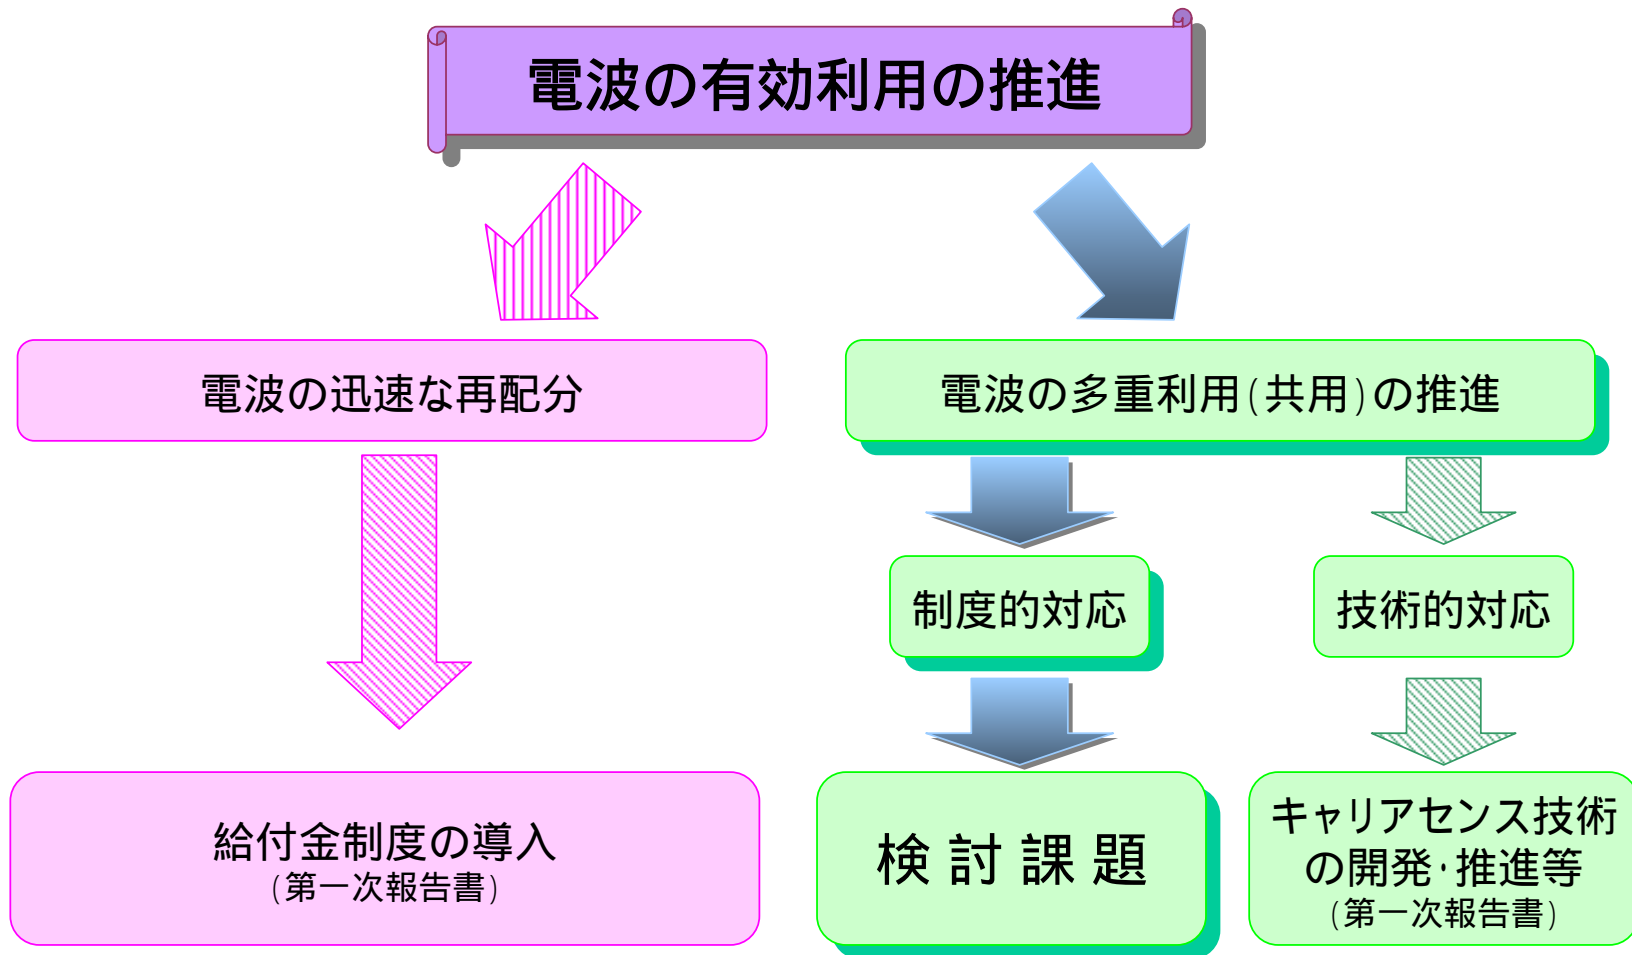 電波の有効利用の推進
電波の迅速な再配分
電波の多重利用(共用)の推進
制度的対応
技術的対応
給付金制度の導入
(第一次報告書)
検討課題
キャリアセンス技術
の開発・推進等
(第一次報告書)